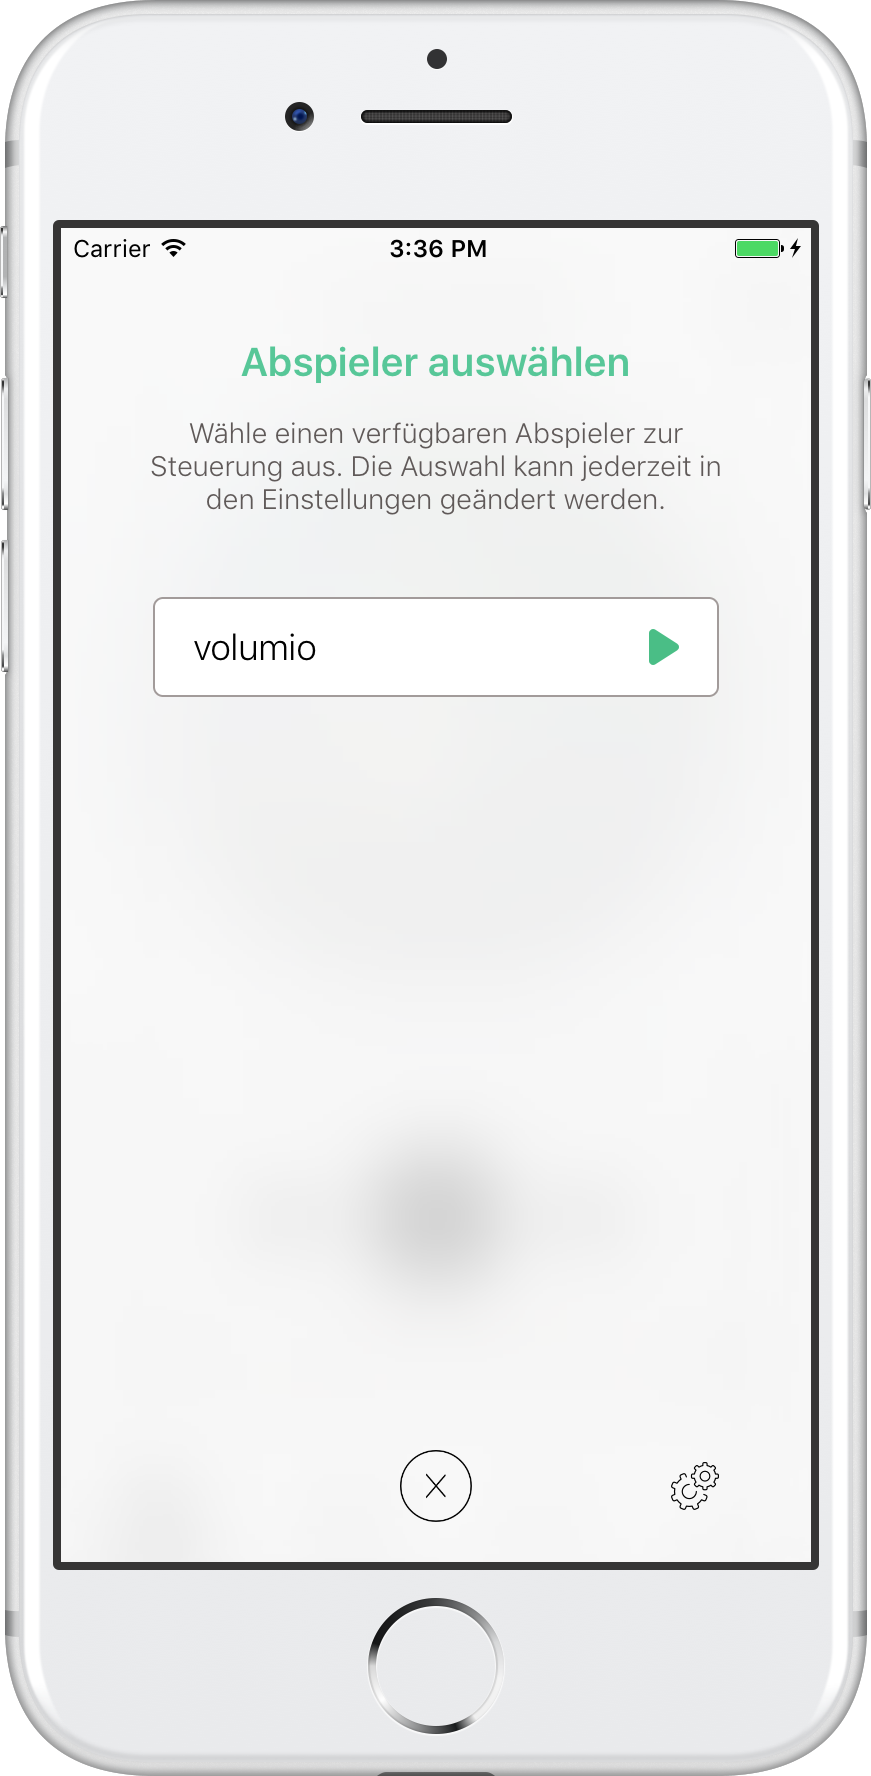 Carrier 3:36 PM
Abspieler auswählen
Wähle einen verfügbaren Abspieler zur
Steuerung aus. Die Auswahl kann jederzeit in
den Einstellungen geändert werden.
volumio